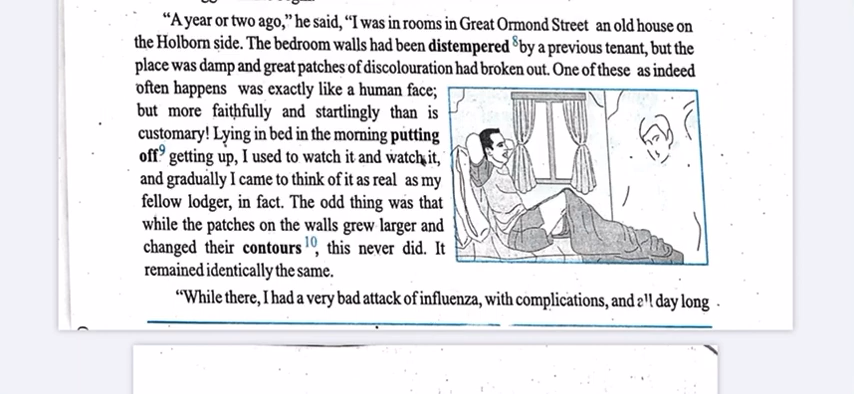 “A year or two ago,” he said, “I was in rooms in Great Ormond Street an old house on
the Holborn side. The bedroom walls had been distempered 8 by a previous tenant, but the
place was damp and great patches of discolouration had broken out. One of these as indeed
often happens was exactly like a human face;
but more faithfully and startlingly than is
customary! Lying in bed in the morning putting
off9 getting up, I used to watch it and watch it,
and gradually I came to think of it as real as my
fellow lodger, in fact. The odd thing was that
while the patches on the walls grew larger and
changed their contours 10, this never did. It
remained identically the same.
“While there, I had a very bad attack of influenza, with complications, and all day long